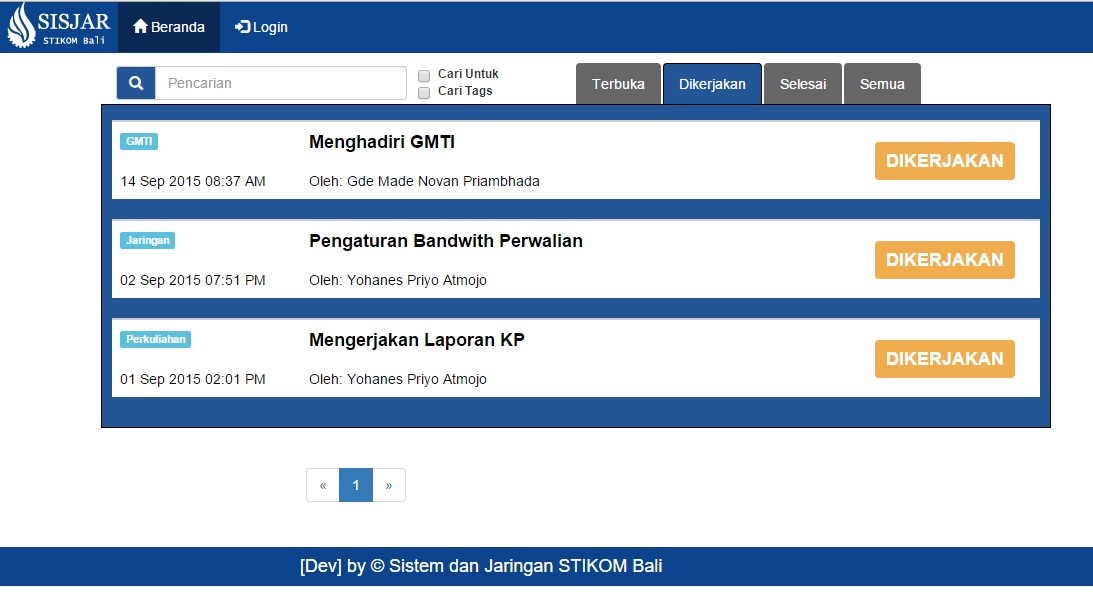 SISJAR
STIKOM Bali
Beranda
Login
Pencarian
Cari Untuk
Cari Tags
Terbuka
Dikerjakan
Selesai
Semua
GMTI
Menghadiri GMTI
14 Sep 2015 08:37 AM
Oleh: Gde Made Novan Priambhada
DIKERJAKAN
Jaringan
Pengaturan Bandwith Perwalian
02 Sep 2015 07:51 PM
Oleh: Yohanes Priyo Atmojo
DIKERJAKAN
Perkuliahan
Mengerjakan Laporan KP
01 Sep 2015 02:01 PM
Oleh: Yohanes Priyo Atmojo
DIKERJAKAN
« 1 »
[Dev] by © Sistem dan Jaringan STIKOM Bali